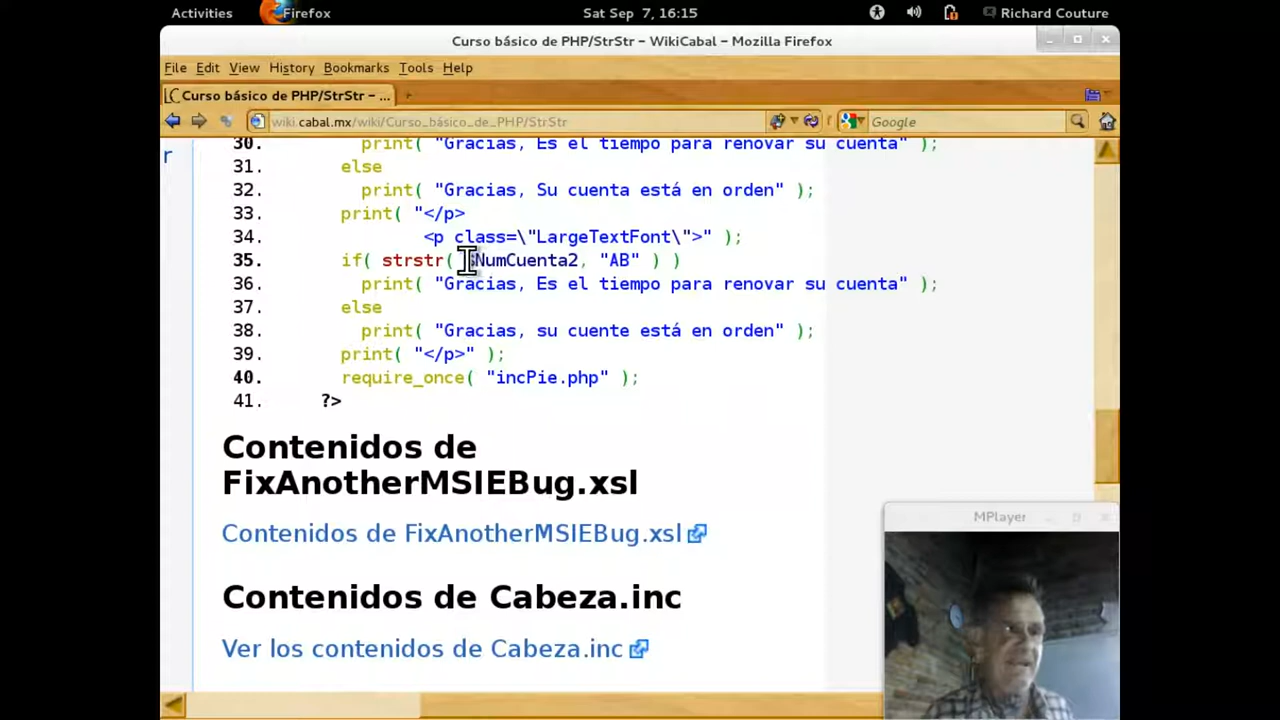 Activities Firefox Sat Sep 7, 16:15 Richard Couture
Curso básico de PHP/StrStr – WikiCabal – Mozilla Firefox
File Edit View History Bookmarks Tools Help
Curso básico de PHP/StrStr – ...
wiki.cabal.mx/wiki/Curso_básico_de_PHP/StrStr Google
r
30. print( "Gracias, Es el tiempo para renovar su cuenta" );
31. else
32. print( "Gracias, Su cuenta está en orden" );
33. print( "</p>
34. <p class=\"LargeTextFont\">" );
35. if( strstr( $NumCuenta2, "AB" ) )
36. print( "Gracias, Es el tiempo para renovar su cuenta" );
37. else
38. print( "Gracias, su cuente está en orden" );
39. print( "</p>" );
40. require_once( "incPie.php" );
41. ?>
Contenidos de
FixAnotherMSIEBug.xsl
Contenidos de FixAnotherMSIEBug.xsl
MPlayer
Contenidos de Cabeza.inc
Ver los contenidos de Cabeza.inc